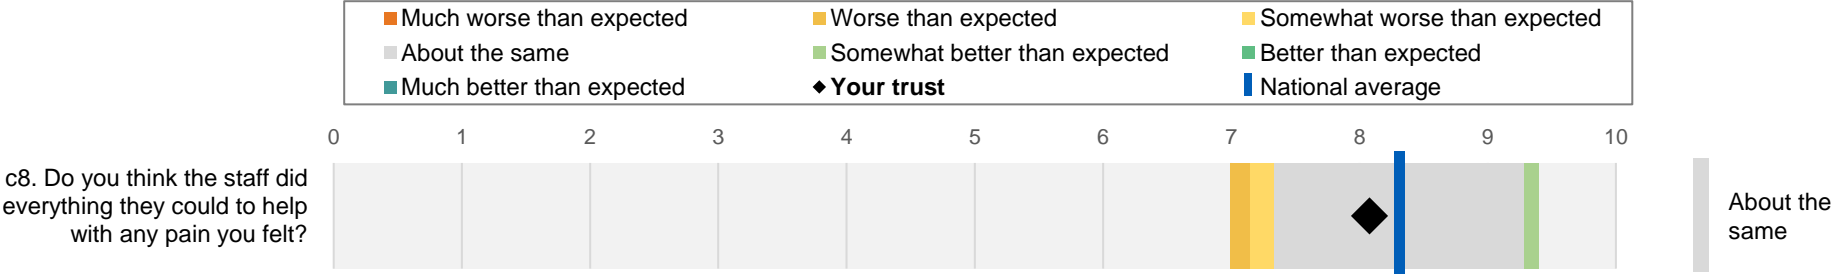 Much worse than expected
Worse than expected
Somewhat worse than expected
About the same
Somewhat better than expected
Better than expected
Much better than expected
Your trust
National average
0 1 2 3 4 5 6 7 8 9 10
c8. Do you think the staff did
everything they could to help
with any pain you felt?
About the
same